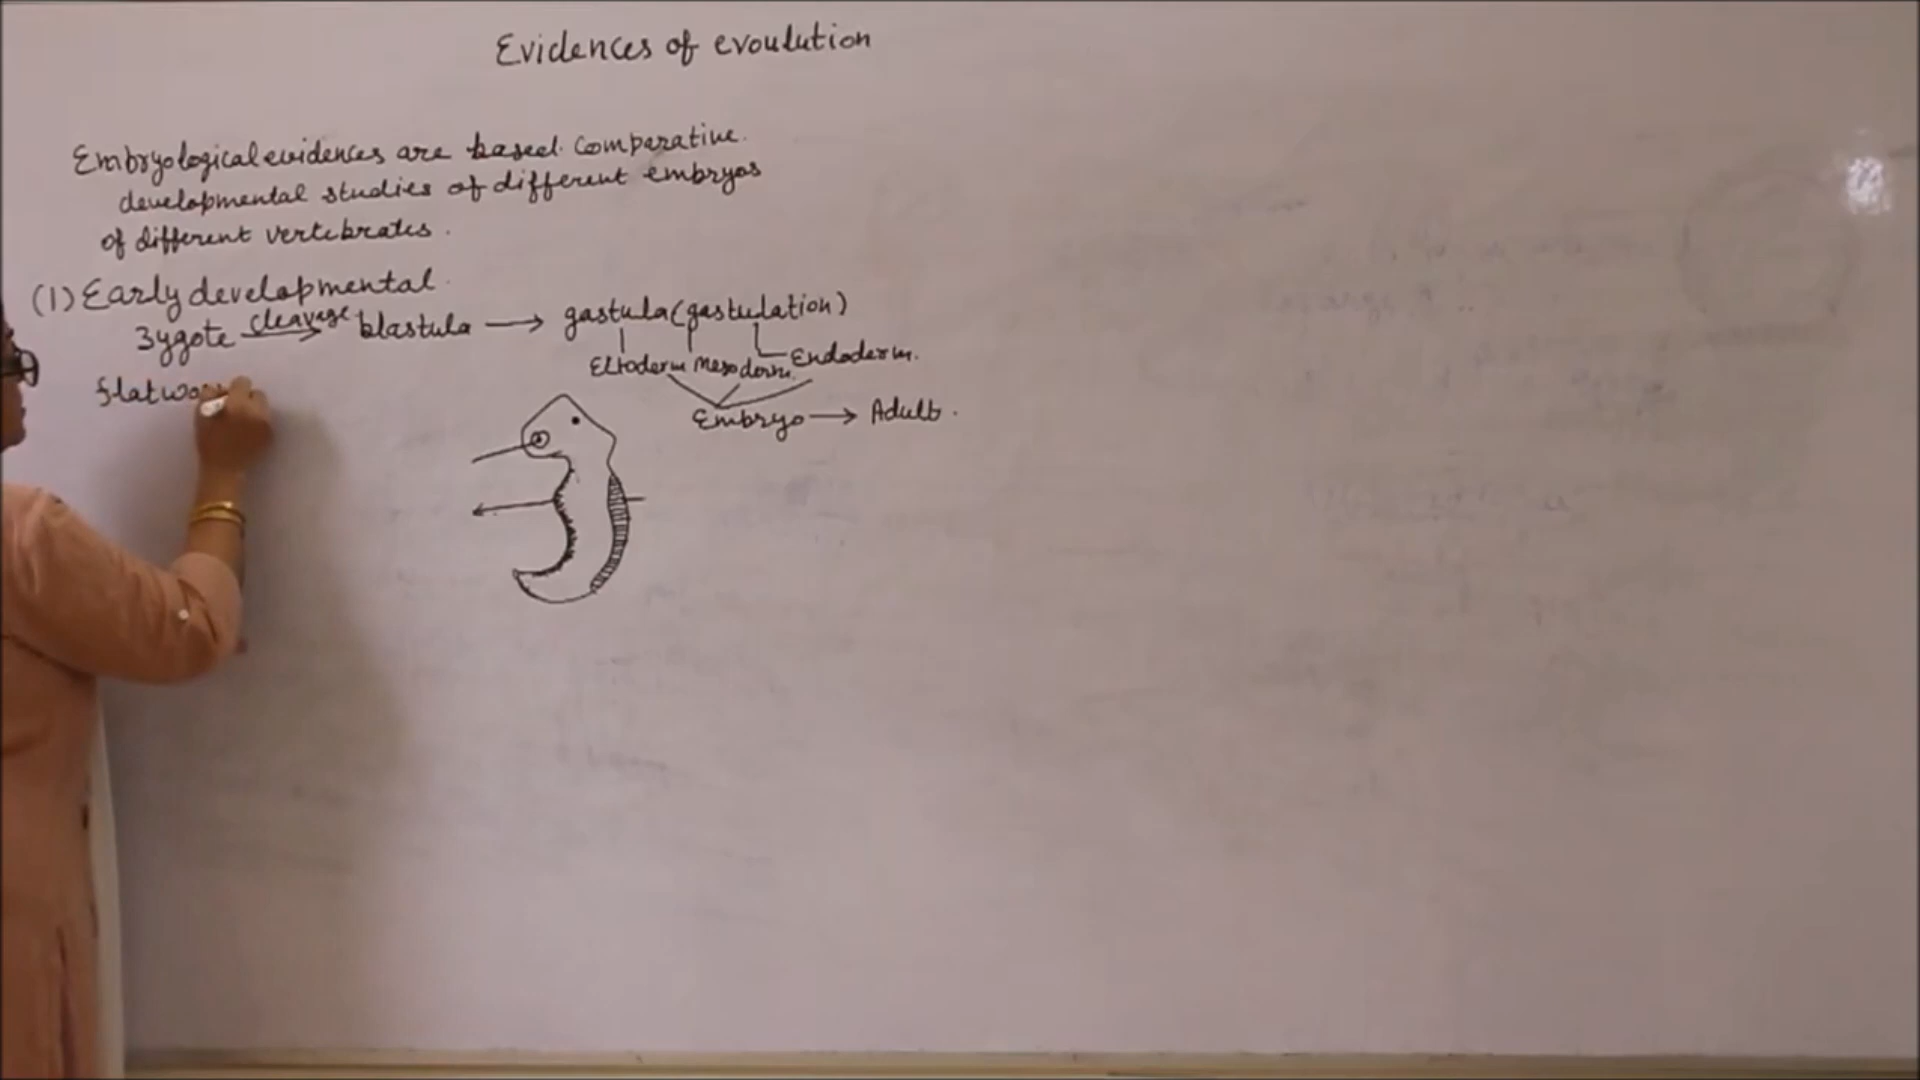 Evidences of evoulution
Embryological evidences are based comparative
developmental studies of different embryos
of different vertebrates.
(1) Early developmental
Zygote cleavage blastula → gastula (gastulation)
Eltoderm Mesoderm Endoderm.
Embryo → Adult.